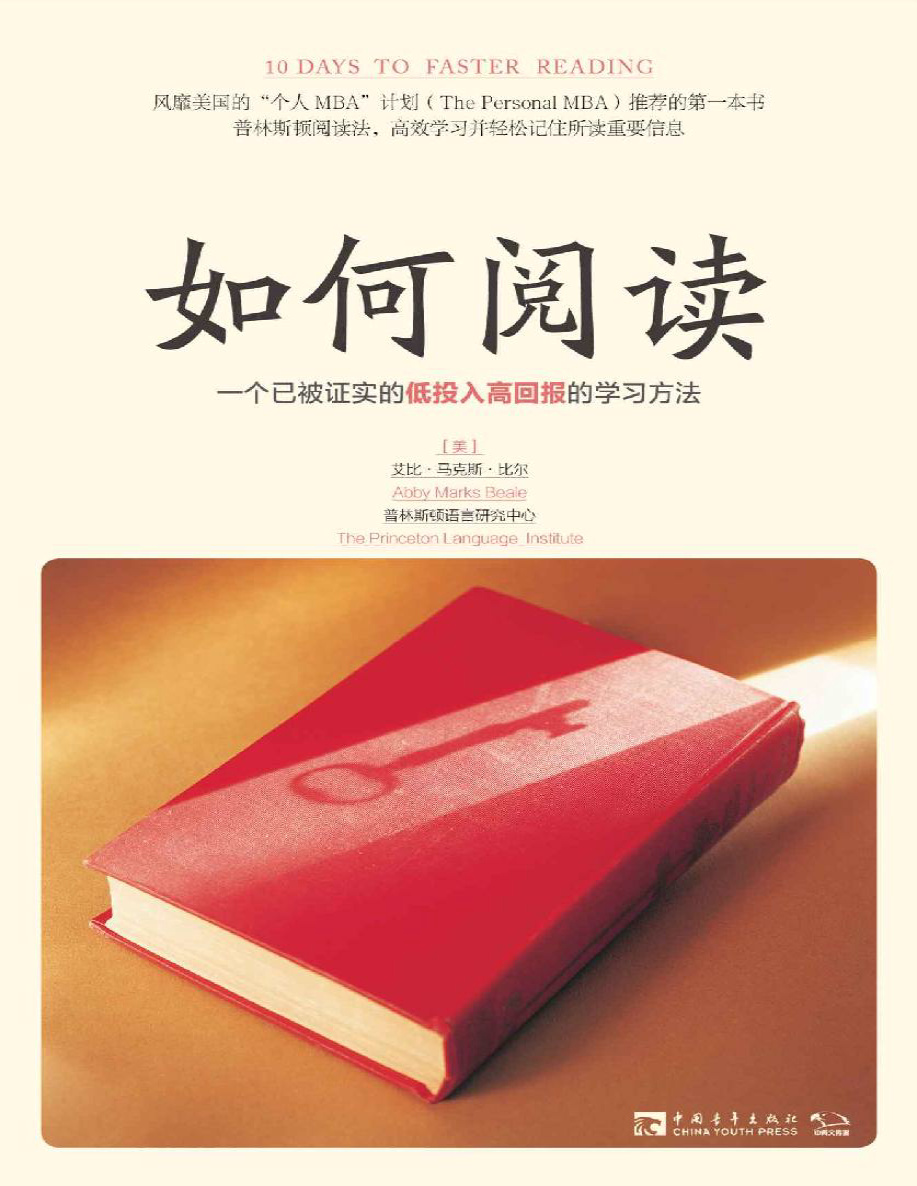 10 DAYS TO FASTER READING
风靡美国的“个人 MBA”计划（The Personal MBA）推荐的第一本书
普林斯顿阅读法，高效学习并轻松记住所读重要信息
如何阅读
一个已被证实的低投入高回报的学习方法
［美］
艾比·马克斯·比尔
Abby Marks Beale
普林斯顿语言研究中心
The Princeton Language Institute
中国青年出版社
CHINA YOUTH PRESS